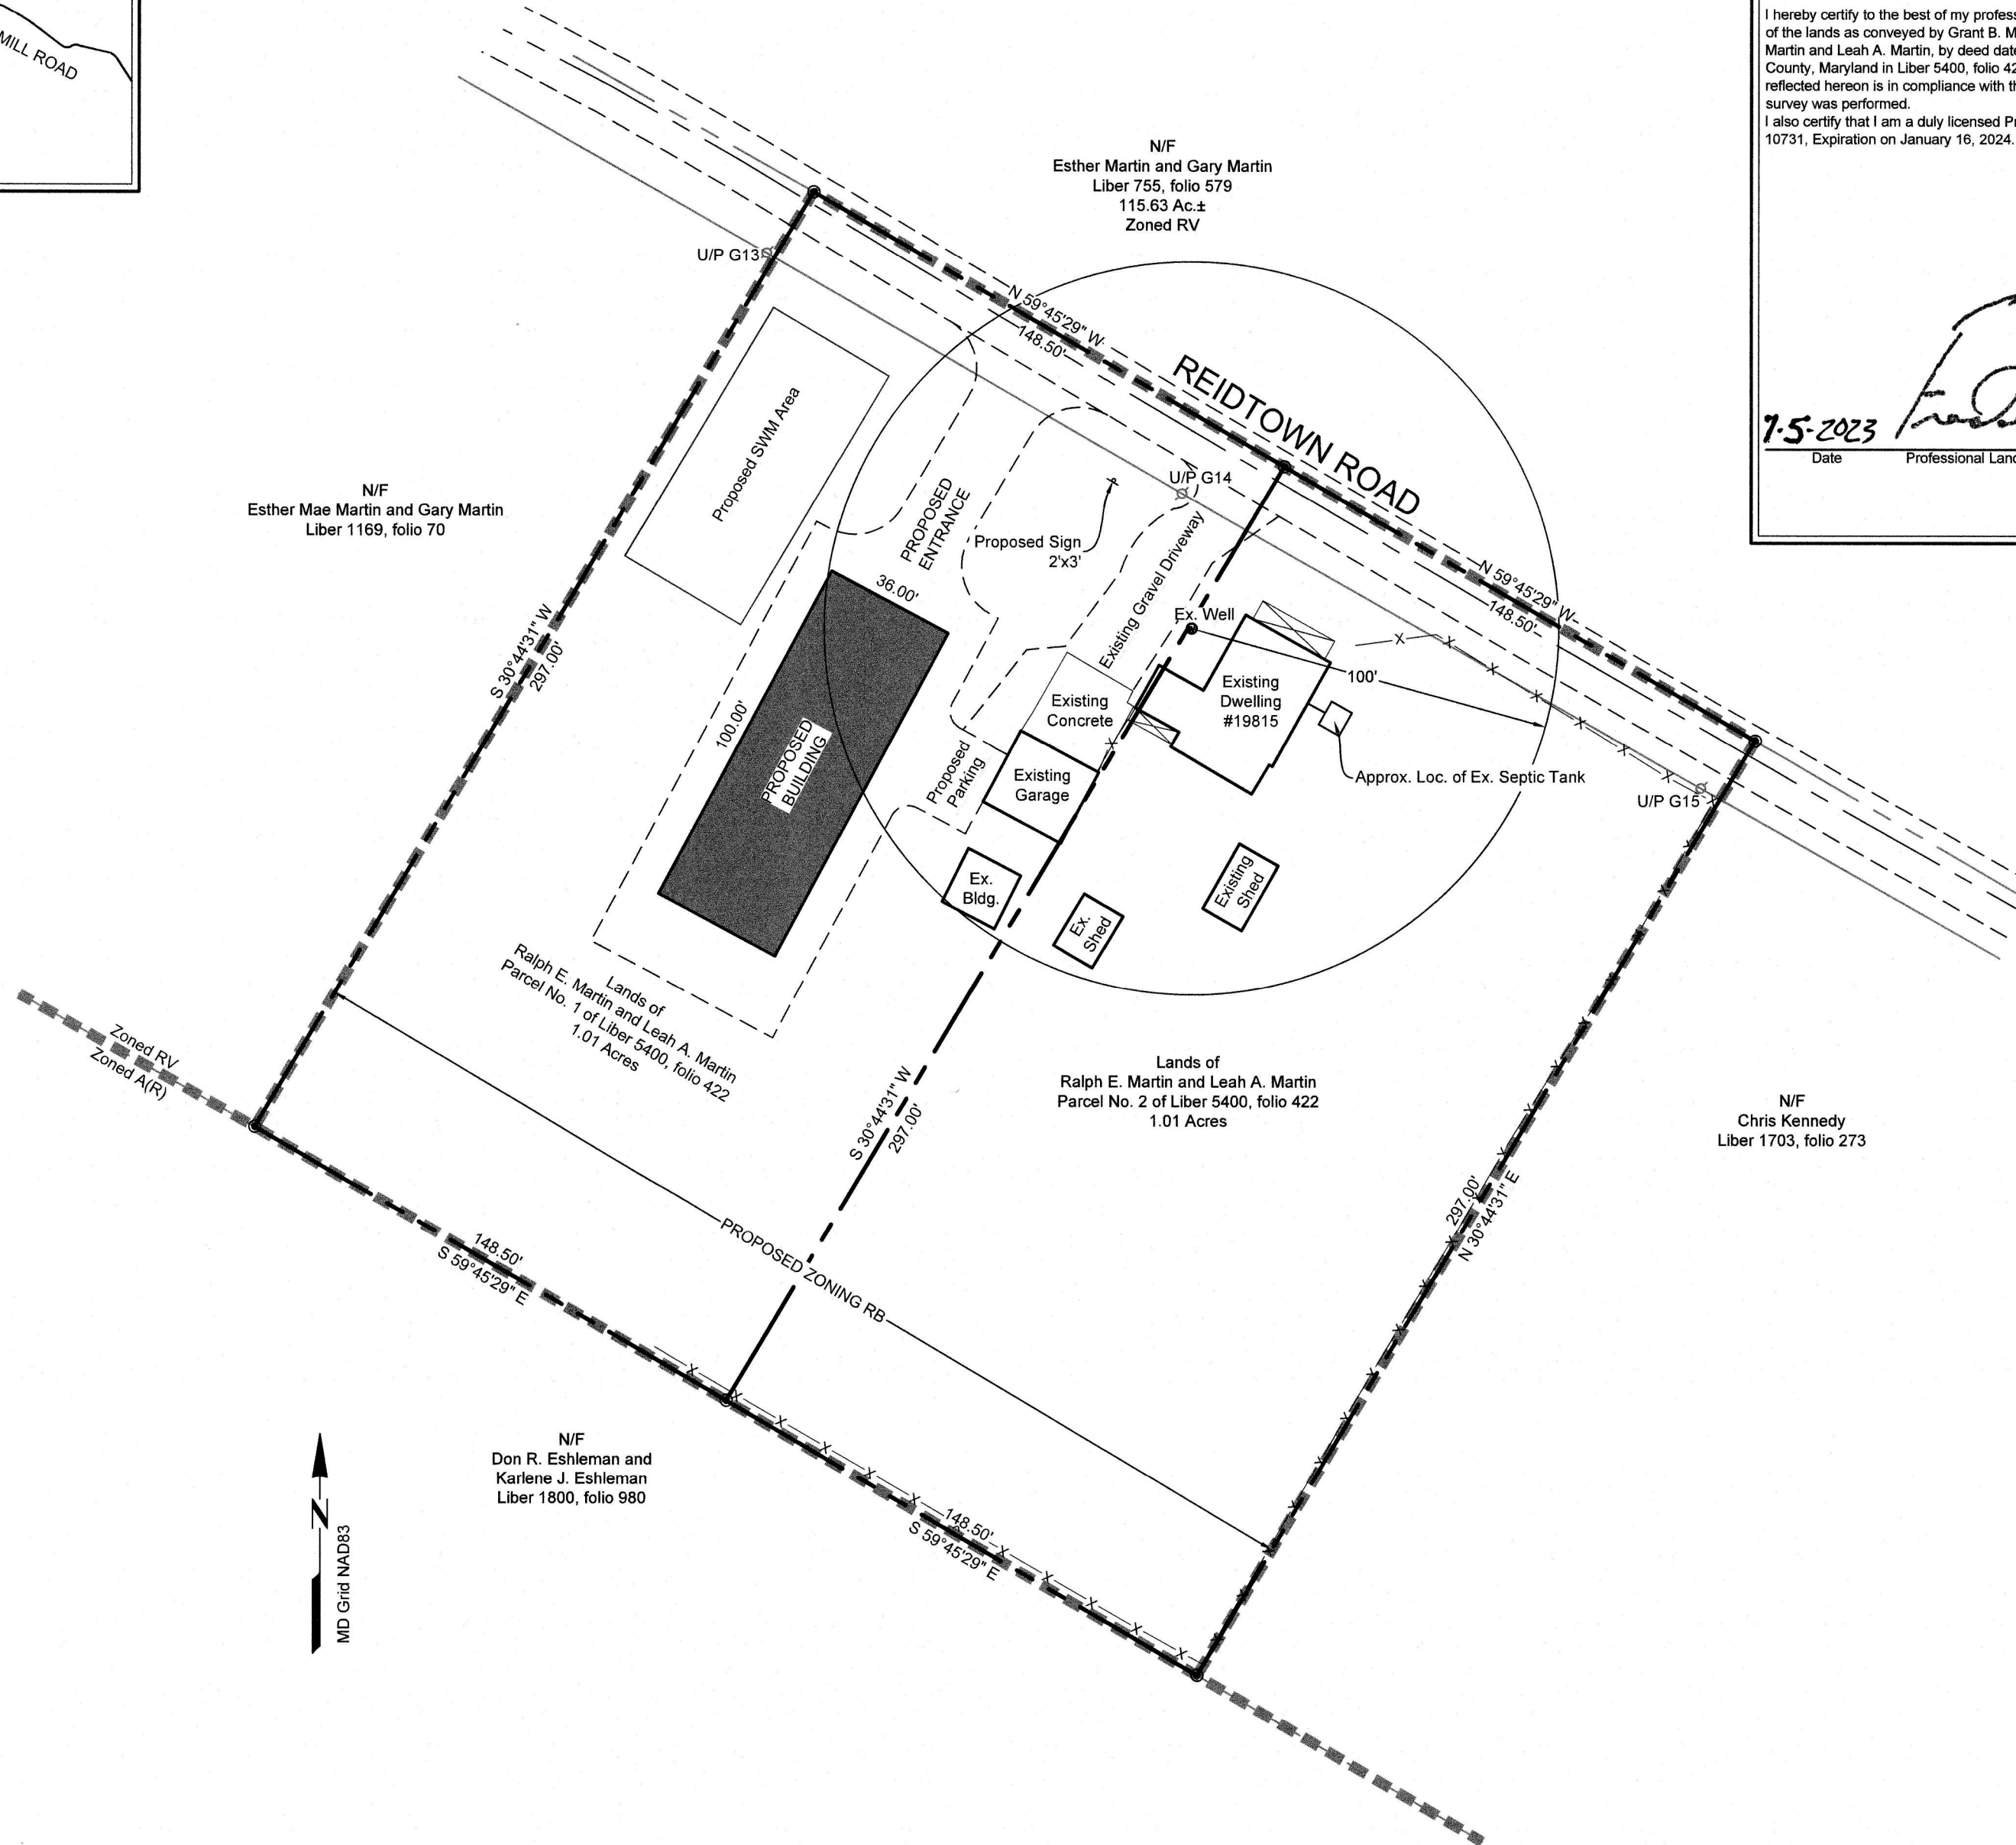 MILL ROAD
I hereby certify to the best of my
of the lands as conveyed by Grant B.
Martin and Leah A. Martin, by deed
County, Maryland in Liber 5400, folio
reflected hereon is in compliance with
survey was performed.
I also certify that I am a duly licensed
10731, Expiration on January 16, 2024.
7-5-2023
Date
Professional
N/F
Esther Martin and Gary Martin
Liber 755, folio 579
115.63 Ac.±
Zoned RV
U/P G13
N 59°45'29" W
148.50'
REIDTOWN ROAD
Proposed SWM Area
U/P G14
N/F
Esther Mae Martin and Gary Martin
Liber 1169, folio 70
PROPOSED
ENTRANCE
Proposed Sign
2'x3'
Existing Gravel Driveway
N 59°45'29" W
148.50'
36.00'
Ex. Well
S 30°44'31" W
297.00'
100'
Existing
Dwelling
#19815
Existing
Concrete
100.00'
PROPOSED
BUILDING
Proposed
Parking
Existing
Garage
Approx. Loc. of Ex. Septic Tank
U/P G15
Ex.
Bldg.
Existing
Shed
Ex.
Shed
Lands of
Ralph E. Martin and Leah A. Martin
Parcel No. 1 of Liber 5400, folio 422
1.01 Acres
Zoned RV
Zoned A(R)
Lands of
Ralph E. Martin and Leah A. Martin
Parcel No. 2 of Liber 5400, folio 422
1.01 Acres
S 30°44'31" W
297.00'
N/F
Chris Kennedy
Liber 1703, folio 273
297.00'
N 30°44'31" E
PROPOSED ZONING RB
148.50'
S 59°45'29" E
N/F
Don R. Eshleman and
Karlene J. Eshleman
Liber 1800, folio 980
148.50'
S 59°45'29" E
N
MD Grid NAD83